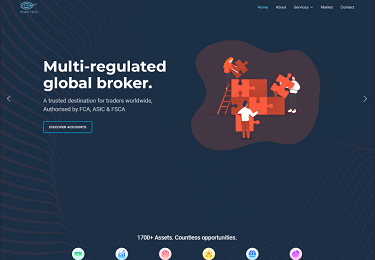 Home
About
Services
Market
Contact
Multi-regulated
global broker.
A trusted destination for traders worldwide,
Authorised by FCA, ASIC & FSCA
DISCOVER ACCOUNTS
1700+ Assets. Countless opportunities.